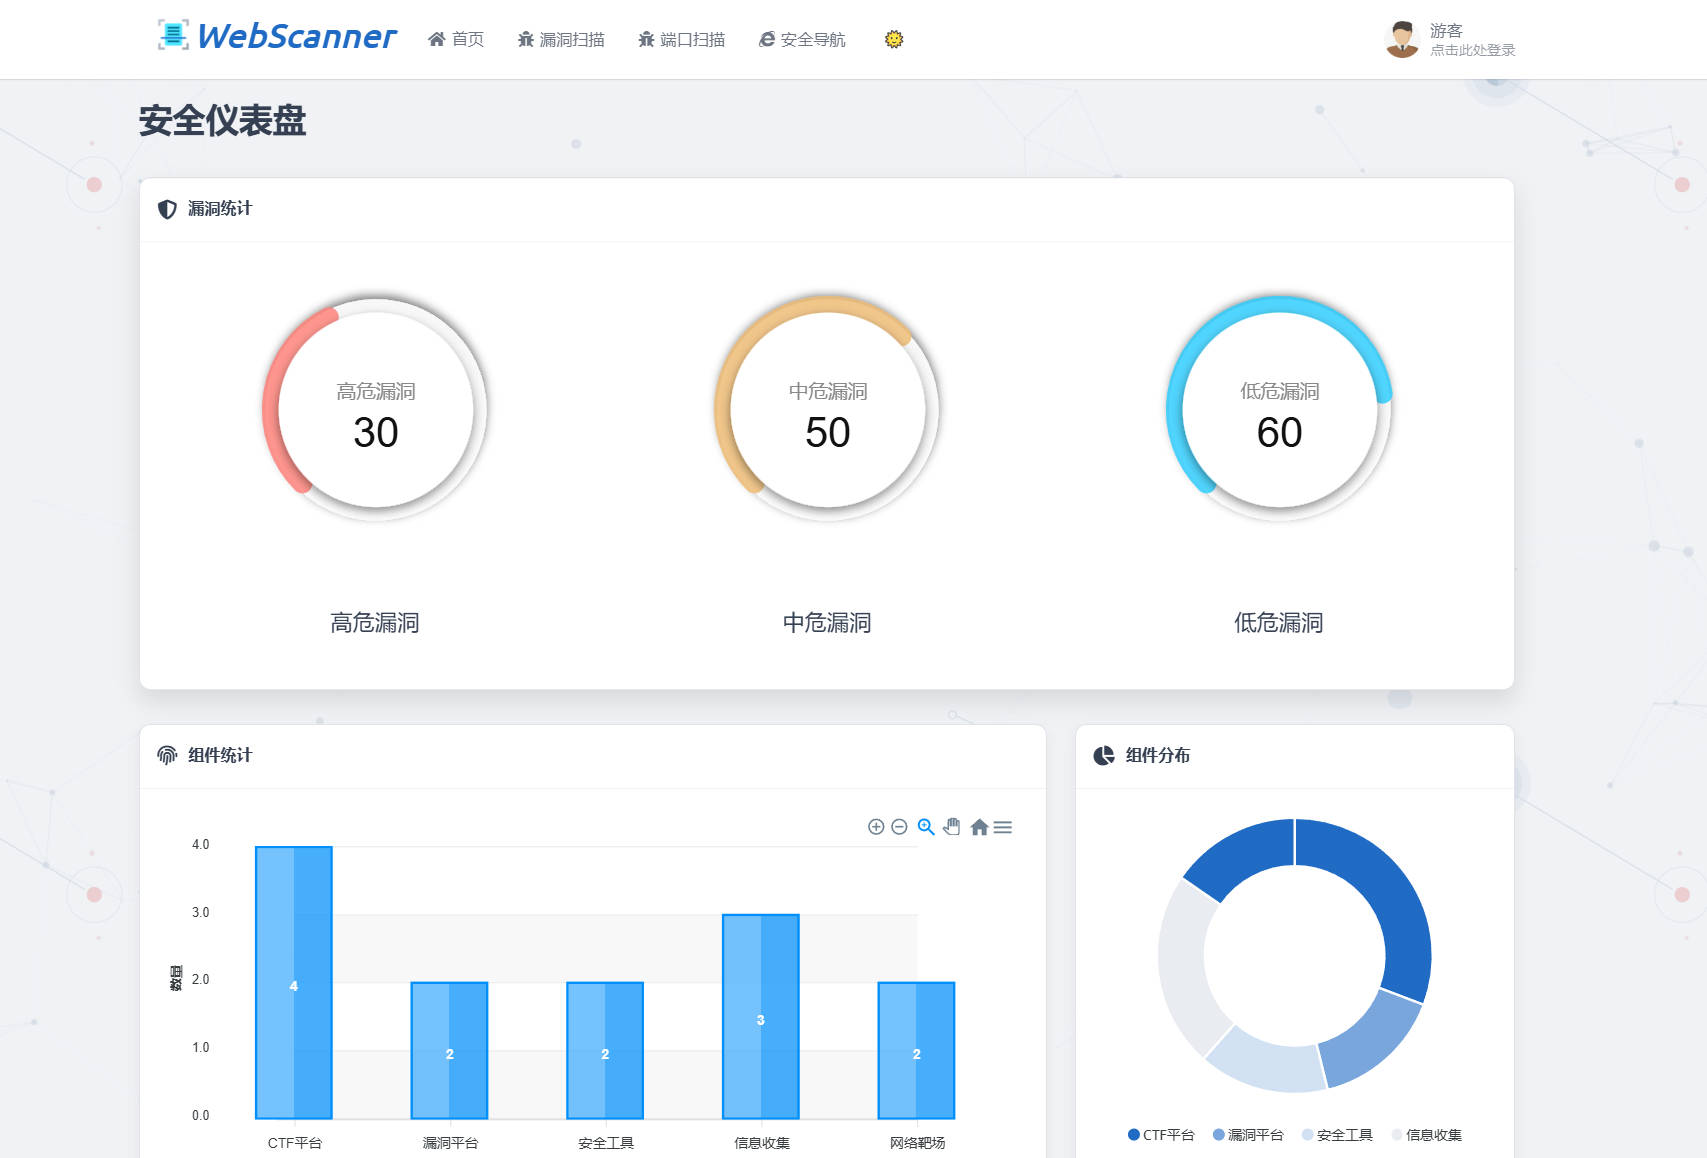 WebScanner 首页 漏洞扫描 端口扫描 安全导航 游客
点击此处登录
安全仪表盘
漏洞统计
高危漏洞
30
中危漏洞
50
低危漏洞
60
高危漏洞 中危漏洞 低危漏洞
组件统计
4.0
3.0
2.0
1.0
0.0
数量
4
2
2
3
2
CTF平台 漏洞平台 安全工具 信息收集 网络靶场
组件分布
CTF平台 漏洞平台 安全工具 信息收集